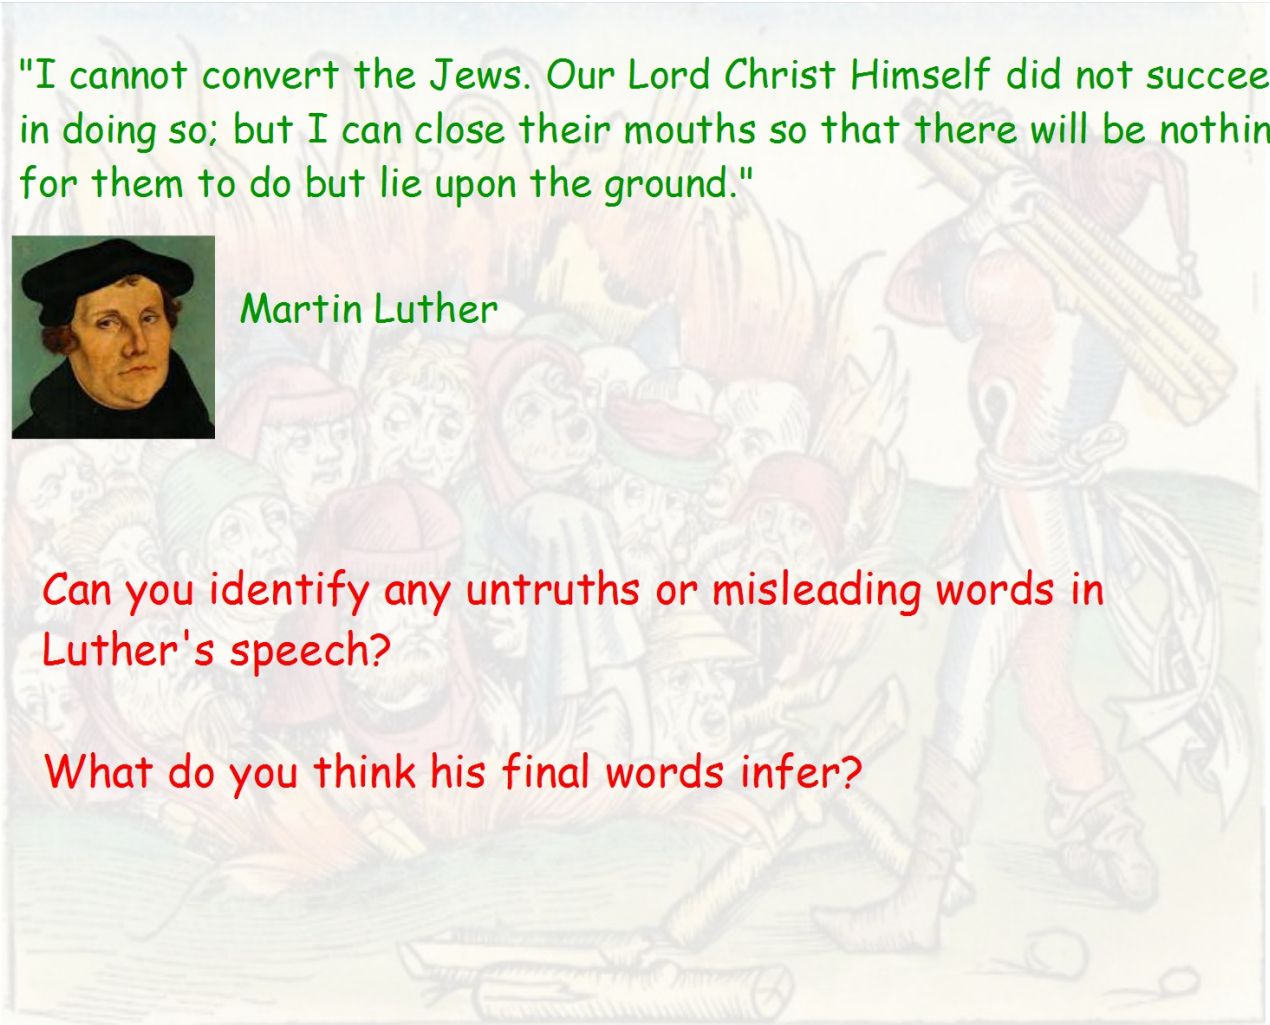 "I cannot convert the Jews. Our Lord Christ Himself did not succee
in doing so; but I can close their mouths so that there will be nothin
for them to do but lie upon the ground."
Martin Luther
Can you identify any untruths or misleading words in
Luther's speech?
What do you think his final words infer?